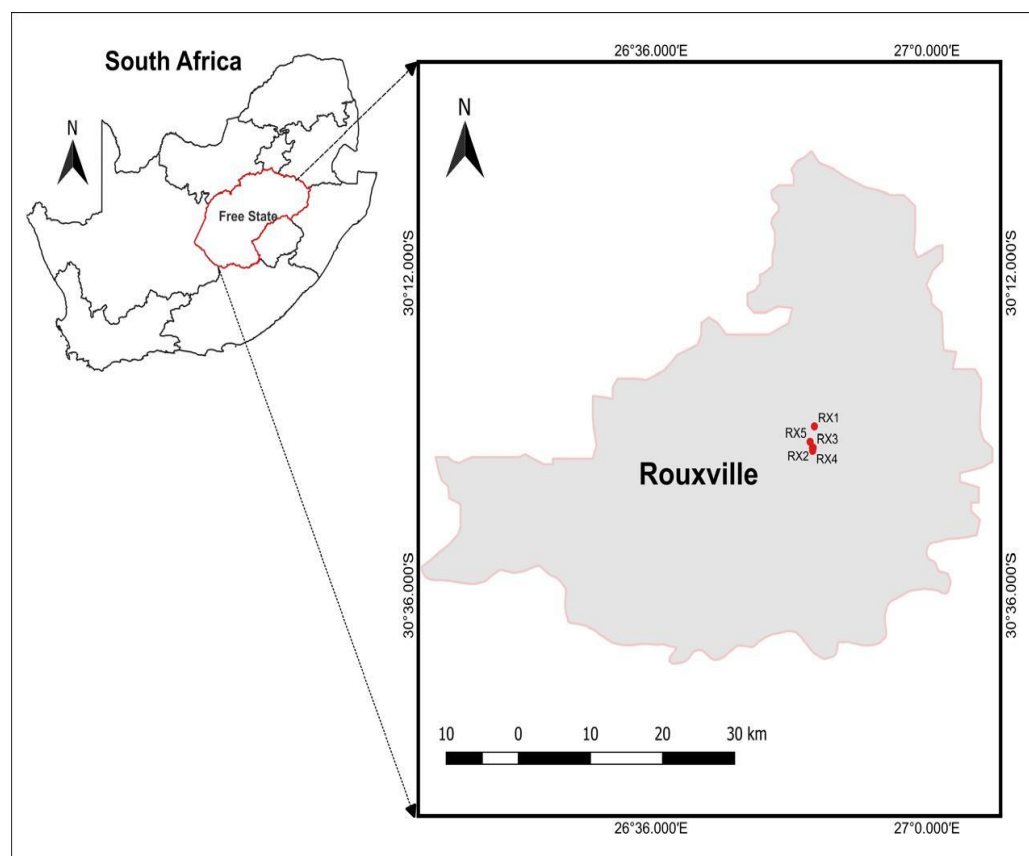 South Africa
N
Free State
26°36.000'E
27°0.000'E
N
30°12.000'S
30°12.000'S
RX1
RX5
RX3
RX2
RX4
Rouxville
30°36.000'S
30°36.000'S
10 0 10 20 30 km
26°36.000'E
27°0.000'E